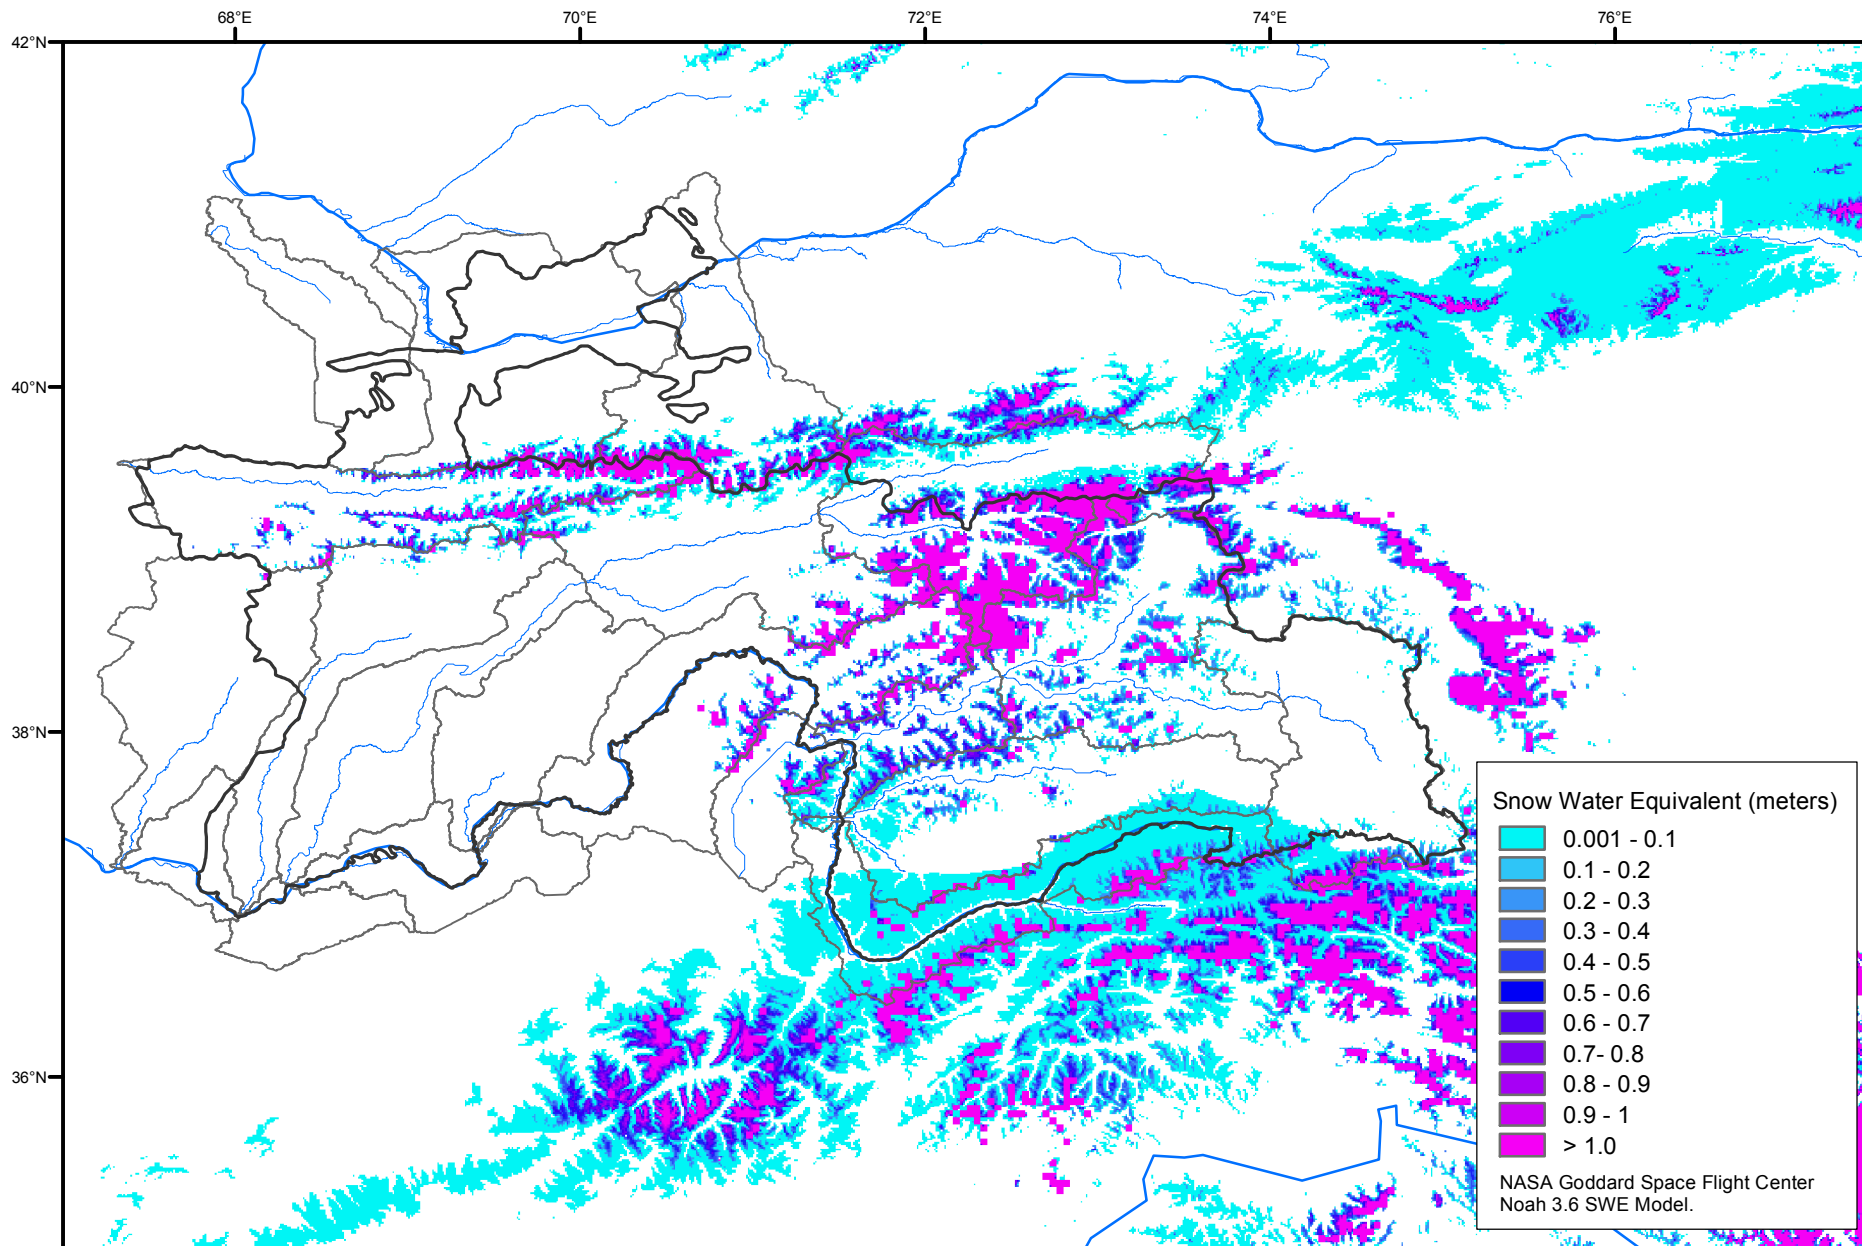 68°E
70°E
72°E
74°E
76°E
42°N
40°N
38°N
36°N
Snow Water Equivalent (meters)
0.001 - 0.1
0.1 - 0.2
0.2 - 0.3
0.3 - 0.4
0.4 - 0.5
0.5 - 0.6
0.6 - 0.7
0.7- 0.8
0.8 - 0.9
0.9 - 1
> 1.0
NASA Goddard Space Flight Center
Noah 3.6 SWE Model.